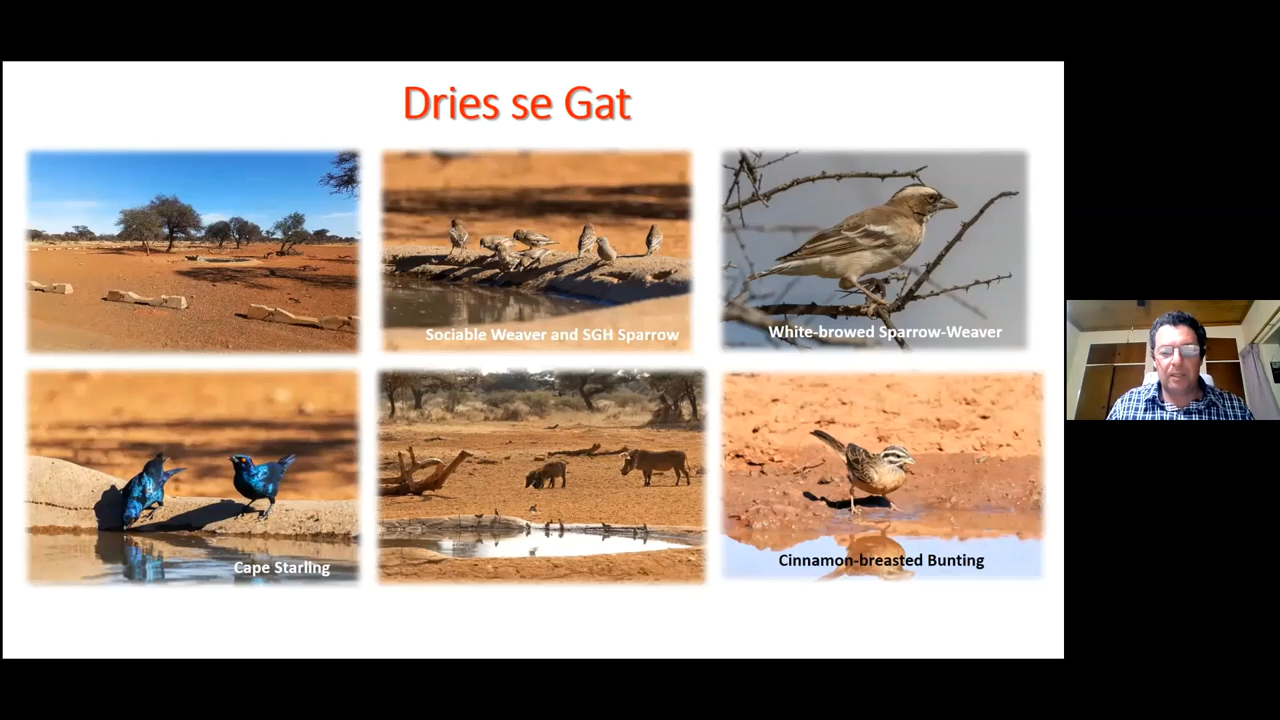 Dries se Gat
Sociable Weaver and SGH Sparrow
White-browed Sparrow-Weaver
Cape Starling
Cinnamon-breasted Bunting